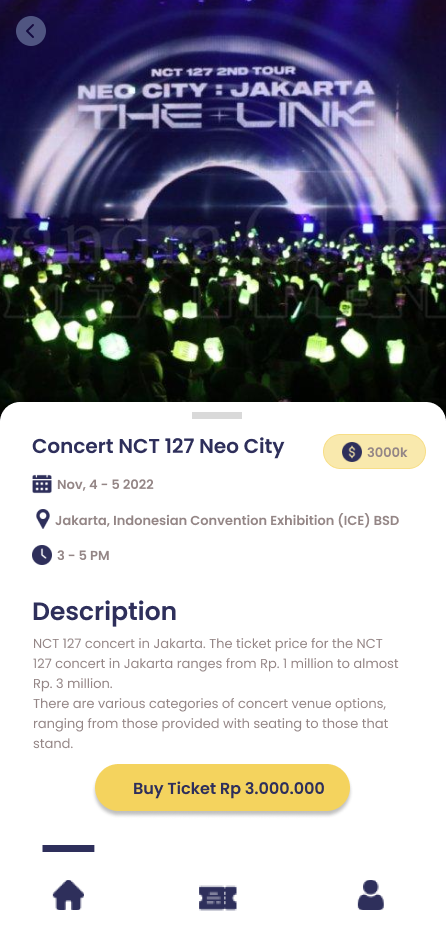 NCT 127 2ND TOUR
NEO CITY : JAKARTA
THE LINK
Concert NCT 127 Neo City
$ 3000k
Nov, 4 - 5 2022
Jakarta, Indonesian Convention Exhibition (ICE) BSD
3 - 5 PM
Description
NCT 127 concert in Jakarta. The ticket price for the NCT
127 concert in Jakarta ranges from Rp. 1 million to almost
Rp. 3 million.
There are various categories of concert venue options,
ranging from those provided with seating to those that
stand.
Buy Ticket Rp 3.000.000